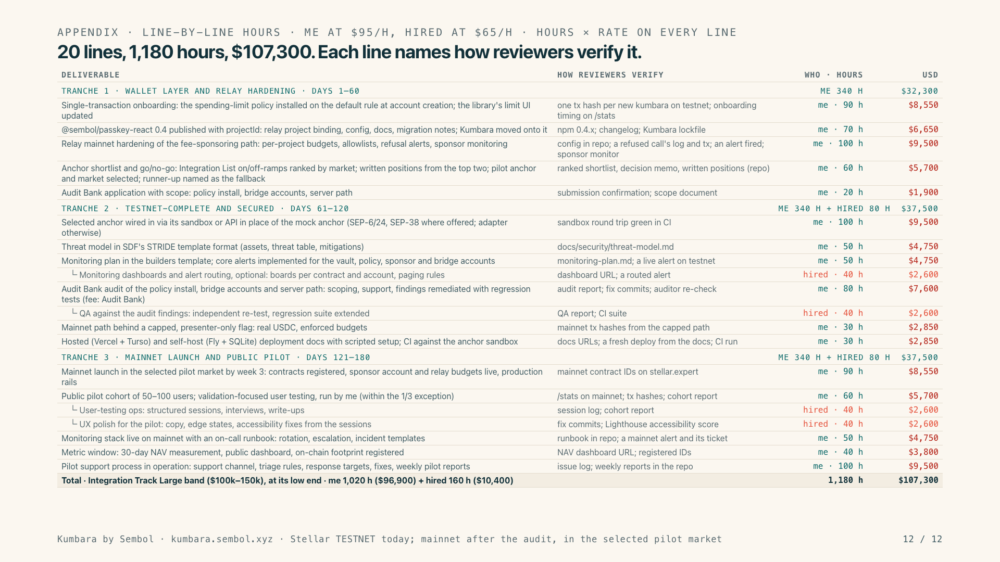 APPENDIX · LINE–BY–LINE HOURS · ME AT $95/H, HIRED AT $65/H · HOURS × RATE ON EVERY LINE
20 lines, 1,180 hours, $107,300. Each line names how reviewers verify it.
DELIVERABLE HOW REVIEWERS VERIFY WHO · HOURS USD
TRANCHE 1 · WALLET LAYER AND RELAY HARDENING · DAYS 1–60 ME 340 H $32,300
Single-transaction onboarding: the spending-limit policy installed on the default rule at account creation; the library's limit UI one tx hash per new kumbara on testnet; onboarding me · 90 h $8,550
updated timing on /stats
@sembol/passkey-react 0.4 published with projectId: relay project binding, config, docs, migration notes; Kumbara moved onto it npm 0.4.x; changelog; Kumbara lockfile me · 70 h $6,650
Relay mainnet hardening of the fee-sponsoring path: per-project budgets, allowlists, refusal alerts, sponsor monitoring config in repo; a refused call's log and tx; an alert fired; me · 100 h $9,500
sponsor monitor
Anchor shortlist and go/no-go: Integration List on/off-ramps ranked by market; written positions from the top two; pilot anchor ranked shortlist, decision memo, written positions (repo) me · 60 h $5,700
and market selected; runner-up named as the fallback
Audit Bank application with scope: policy install, bridge accounts, server path submission confirmation; scope document me · 20 h $1,900
TRANCHE 2 · TESTNET–COMPLETE AND SECURED · DAYS 61–120 ME 340 H + HIRED 80 H $37,500
Selected anchor wired in via its sandbox or API in place of the mock anchor (SEP-6/24, SEP-38 where offered; adapter sandbox round trip green in CI me · 100 h $9,500
otherwise)
Threat model in SDF's STRIDE template format (assets, threat table, mitigations) docs/security/threat-model.md me · 50 h $4,750
Monitoring plan in the builders template; core alerts implemented for the vault, policy, sponsor and bridge accounts monitoring-plan.md; a live alert on testnet me · 50 h $4,750
└ Monitoring dashboards and alert routing, optional: boards per contract and account, paging rules dashboard URL; a routed alert hired · 40 h $2,600
Audit Bank audit of the policy install, bridge accounts and server path: scoping, support, findings remediated with regression audit report; fix commits; auditor re-check me · 80 h $7,600
tests (fee: Audit Bank)
└ QA against the audit findings: independent re-test, regression suite extended QA report; CI suite hired · 40 h $2,600
Mainnet path behind a capped, presenter-only flag: real USDC, enforced budgets mainnet tx hashes from the capped path me · 30 h $2,850
Hosted (Vercel + Turso) and self-host (Fly + SQLite) deployment docs with scripted setup; CI against the anchor sandbox docs URLs; a fresh deploy from the docs; CI run me · 30 h $2,850
TRANCHE 3 · MAINNET LAUNCH AND PUBLIC PILOT · DAYS 121–180 ME 340 H + HIRED 80 H $37,500
Mainnet launch in the selected pilot market by week 3: contracts registered, sponsor account and relay budgets live, production mainnet contract IDs on stellar.expert me · 90 h $8,550
rails
Public pilot cohort of 50–100 users; validation-focused user testing, run by me (within the 1/3 exception) /stats on mainnet; tx hashes; cohort report me · 60 h $5,700
└ User-testing ops: structured sessions, interviews, write-ups session log; cohort report hired · 40 h $2,600
└ UX polish for the pilot: copy, edge states, accessibility fixes from the sessions fix commits; Lighthouse accessibility score hired · 40 h $2,600
Monitoring stack live on mainnet with an on-call runbook: rotation, escalation, incident templates runbook in repo; a mainnet alert and its ticket me · 50 h $4,750
Metric window: 30-day NAV measurement, public dashboard, on-chain footprint registered NAV dashboard URL; registered IDs me · 40 h $3,800
Pilot support process in operation: support channel, triage rules, response targets, fixes, weekly pilot reports issue log; weekly reports in the repo me · 100 h $9,500
Total · Integration Track Large band ($100k–150k), at its low end · me 1,020 h ($96,900) + hired 160 h ($10,400) 1,180 h $107,300
Kumbara by Sembol · kumbara.sembol.xyz · Stellar TESTNET today; mainnet after the audit, in the selected pilot market 12 / 12